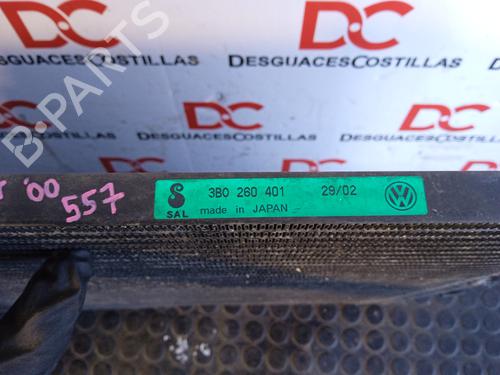 DC DC DC
DESGUACESCOSTILLAS DESGUACESCOSTILLAS
DC DC
DESGUACESCOSTILLAS DESGUACESCOSTILLAS
B-PARTS
'00
557
3B0 260 401 29/02
SAL made in JAPAN